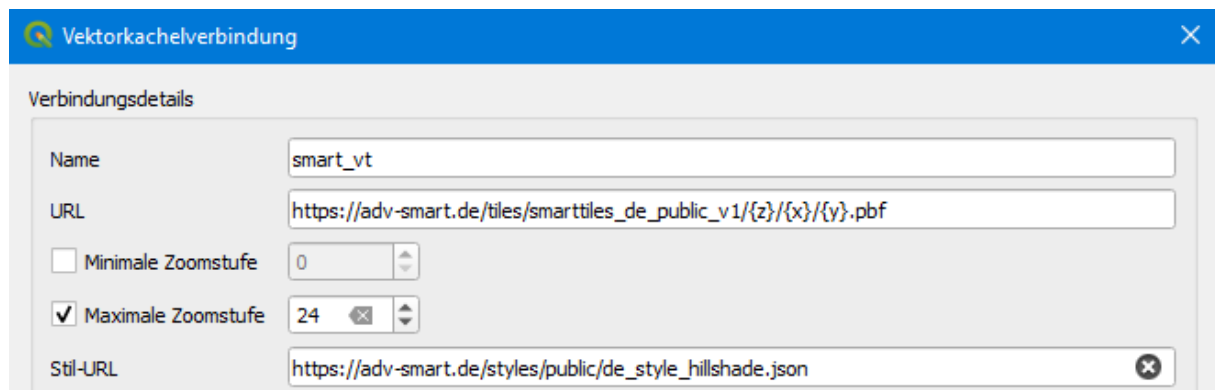 Vektorkachelverbindung
Verbindungsdetails
Name smart_vt
URL https://adv-smart.de/tiles/smarttiles_de_public_v1/{z}/{x}/{y}.pbf
Minimale Zoomstufe 0
Maximale Zoomstufe 24
Stil-URL https://adv-smart.de/styles/public/de_style_hillshade.json